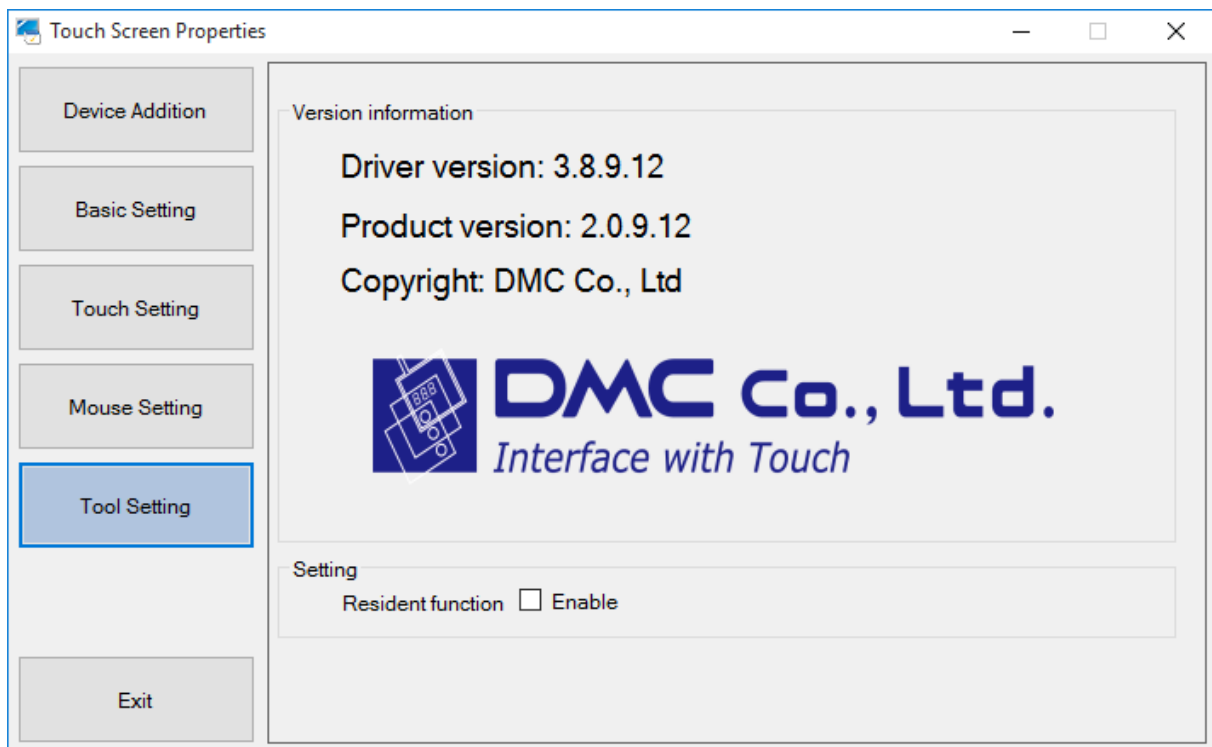 Touch Screen Properties
Device Addition
Basic Setting
Touch Setting
Mouse Setting
Tool Setting
Exit
Version information
Driver version: 3.8.9.12
Product version: 2.0.9.12
Copyright: DMC Co., Ltd
888
DMC Co., Ltd.
Interface with Touch
Setting
Resident function Enable